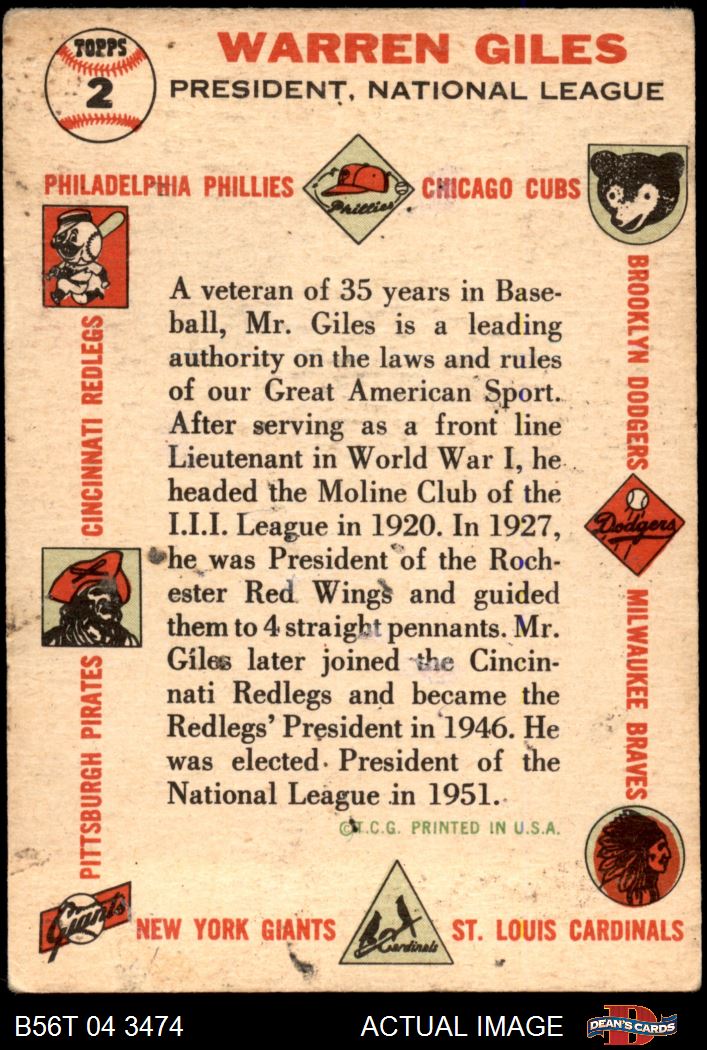 TOPPS
2
WARREN GILES
PRESIDENT, NATIONAL LEAGUE
PHILADELPHIA PHILLIES
Phillies
CHICAGO CUBS
CINCINNATI REDLEGS
BROOKLYN DODGERS
A veteran of 35 years in Base-
ball, Mr. Giles is a leading
authority on the laws and rules
of our Great American Sport.
After serving as a front line
Lieutenant in World War I, he
headed the Moline Club of the
I.I.I. League in 1920. In 1927,
he was President of the Roch-
ester Red Wings and guided
them to 4 straight pennants. Mr.
Giles later joined the Cincin-
nati Redlegs and became the
Redlegs' President in 1946. He
was elected President of the
National League in 1951.
©T.C.G. PRINTED IN U.S.A.
Dodgers
PITTSBURGH PIRATES
MILWAUKEE BRAVES
Giants
NEW YORK GIANTS
Cardinals
ST. LOUIS CARDINALS
B56T 04 3474
ACTUAL IMAGE
D
DEAN'S CARDS